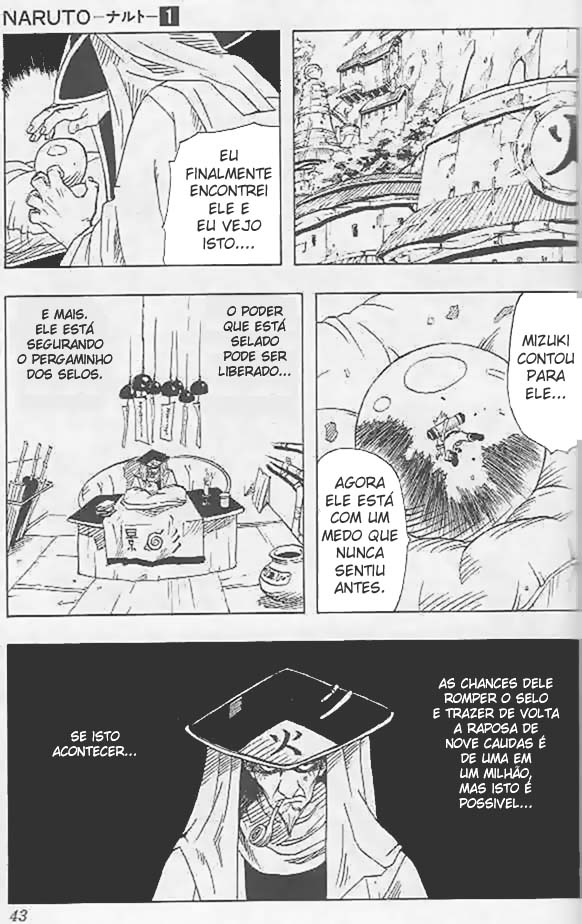 NARUTO－ナルト－ 1
火
EU
FINALMENTE
ENCONTREI
ELE E
EU VEJO
ISTO....
MIZUKI
CONTOU
PARA
ELE...
AGORA
ELE ESTÁ
COM UM
MEDO QUE
NUNCA
SENTIU
ANTES.
O PODER
QUE ESTÁ
SELADO
PODE SER
LIBERADO...
E MAIS.
ELE ESTÁ
SEGURANDO
O PERGAMINHO
DOS SELOS.
AS CHANCES DELE
ROMPER O SELO
E TRAZER DE VOLTA
A RAPOSA DE
NOVE CAUDAS É
DE UMA EM
UM MILHÃO,
MAS ISTO É
POSSIVEL...
SE ISTO
ACONTECER...
火
43